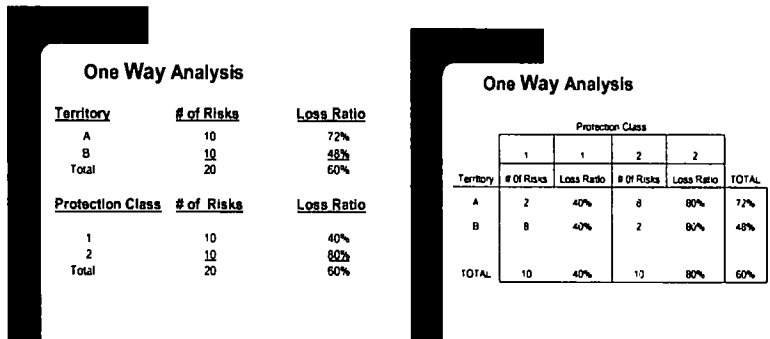 One Way Analysis
Territory # of Risks Loss Ratio
A 10 72%
B 10 48%
Total 20 60%
Protection Class # of Risks Loss Ratio
1 10 40%
2 10 80%
Total 20 60%
One Way Analysis
Protection Class
1 1 2 2
Territory # Of Risks Loss Ratio # Of Risks Loss Ratio TOTAL
A 2 40% 8 80% 72%
B 8 40% 2 80% 48%
TOTAL 10 40% 10 80% 60%